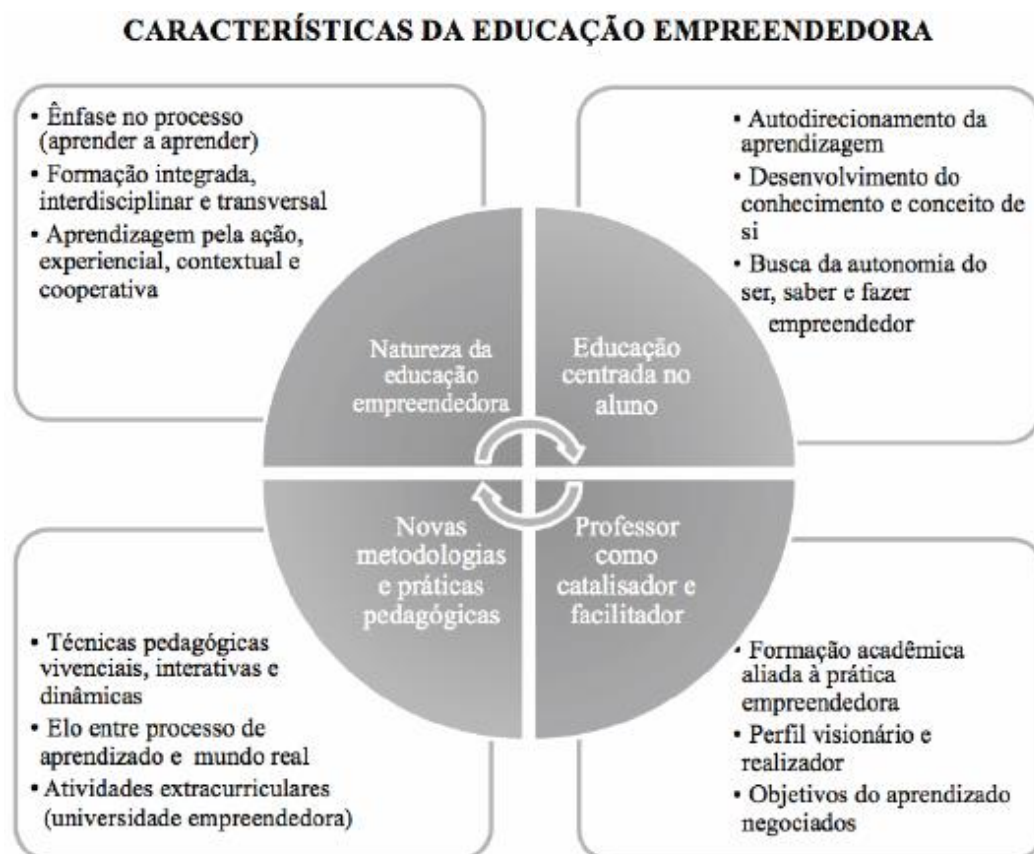 CARACTERÍSTICAS DA EDUCAÇÃO EMPREENDEDORA
• Ênfase no processo
(aprender a aprender)
• Formação integrada,
interdisciplinar e transversal
• Aprendizagem pela ação,
experiencial, contextual e
cooperativa
• Autodirecionamento da
aprendizagem
• Desenvolvimento do
conhecimento e conceito de
si
• Busca da autonomia do
ser, saber e fazer
empreendedor
Natureza da
educação
empreendedora
Educação
centrada no
aluno
Novas
metodologias
e práticas
pedagógicas
Professor
como
catalisador e
facilitador
• Técnicas pedagógicas
vivenciais, interativas e
dinâmicas
• Elo entre processo de
aprendizado e mundo real
• Atividades extracurriculares
(universidade empreendedora)
• Formação acadêmica
aliada à prática
empreendedora
• Perfil visionário e
realizador
• Objetivos do aprendizado
negociados